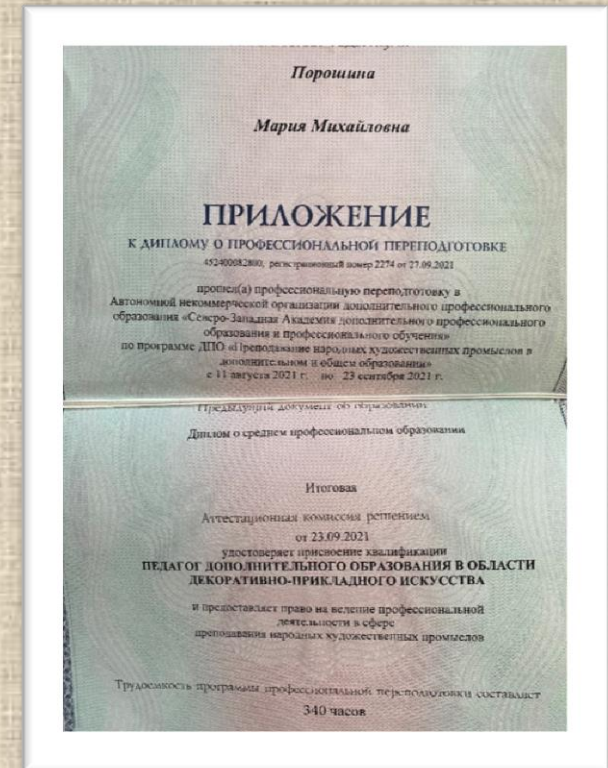 Порошина
Мария Михайловна
ПРИЛОЖЕНИЕ
К ДИПЛОМУ О ПРОФЕССИОНАЛЬНОЙ ПЕРЕПОДГОТОВКЕ
регистрационный номер 2274 от 27.09.2021
прошел(а) профессиональную переподготовку в
Автономной некоммерческой организации дополнительного профессионального
образования «Северо-Западная Академия дополнительного профессионального
образования и профессионального обучения»
по программе ДПО «Преподавание народных художественных промыслов в
дополнительном и общем образовании»
с 11 августа 2021 г. по 23 сентября 2021 г.
Предыдущий документ об образовании
Диплом о среднем профессиональном образовании
Итоговая
Аттестационная комиссия решением
от 23.09.2021
удостоверяет присвоение квалификации
ПЕДАГОГ ДОПОЛНИТЕЛЬНОГО ОБРАЗОВАНИЯ В ОБЛАСТИ
ДЕКОРАТИВНО-ПРИКЛАДНОГО ИСКУССТВА
и предоставляет право на ведение профессиональной
деятельности в сфере
преподавания народных художественных промыслов
Трудоемкость программы профессиональной переподготовки составляет
340 часов